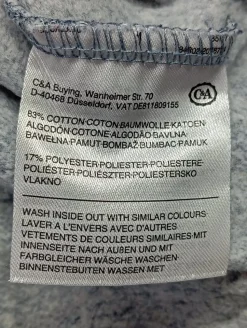 C&A Buying, Wanheimer Str. 70
D-40468 Düsseldorf, VAT DE811809155
C&A
83% COTTON-COTON-BAUMWOLLE-KATOEN-
ALGODÓN-COTONE-ALGODÃO-BAVLNA-
BAWEŁNA-PAMUT-BOMBAŽ-BUMBAC-PAMUK
17% POLYESTER-POLIESTERE-
POLIÉSTER-POLIÉSZTER-POLIESTERSKO
VLAKNO
WASH INSIDE OUT WITH SIMILAR COLOURS-
LAVER A L'ENVERS AVEC D'AUTRES
VETEMENTS DE COULEURS SIMILAIRES-MIT
INNENSEITE NACH AUßEN UND MIT
FARBGLEICHER WÄSCHE WASCHEN-
BINNENSTEBUITEN WASSEN MET